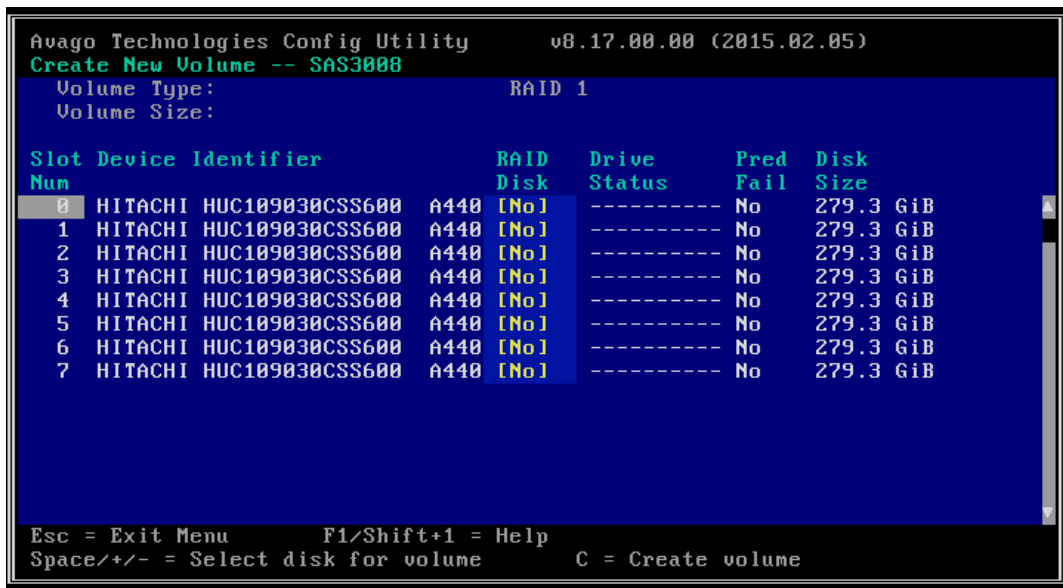 Avago Technologies Config Utility v8.17.00.00 (2015.02.05)
Create New Volume -- SAS3008
Volume Type: RAID 1
Volume Size:
Slot Device Identifier RAID Drive Pred Disk
Num Disk Status Fail Size
0 HITACHI HUC109030CSS600 A440 [No] ---------- No 279.3 GiB
1 HITACHI HUC109030CSS600 A440 [No] ---------- No 279.3 GiB
2 HITACHI HUC109030CSS600 A440 [No] ---------- No 279.3 GiB
3 HITACHI HUC109030CSS600 A440 [No] ---------- No 279.3 GiB
4 HITACHI HUC109030CSS600 A440 [No] ---------- No 279.3 GiB
5 HITACHI HUC109030CSS600 A440 [No] ---------- No 279.3 GiB
6 HITACHI HUC109030CSS600 A440 [No] ---------- No 279.3 GiB
7 HITACHI HUC109030CSS600 A440 [No] ---------- No 279.3 GiB
Esc = Exit Menu F1/Shift+1 = Help
Space/+/- = Select disk for volume C = Create volume